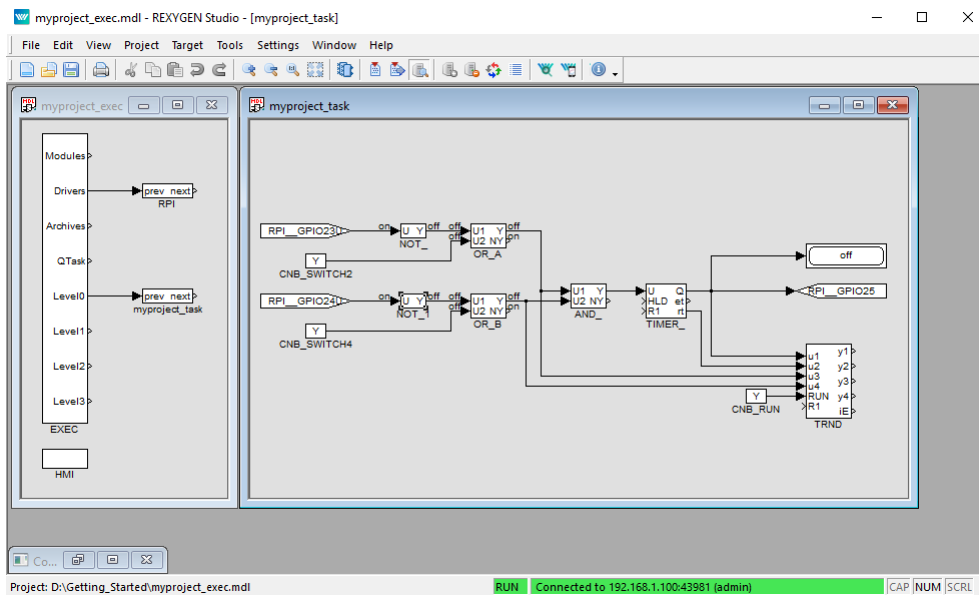 myproject_exec.mdl - REXYGEN Studio - [myproject_task]
File Edit View Project Target Tools Settings Window Help
myproject_exec
Modules
Drivers
prev next
RPI
Archives
QTask
Level0
prev next
myproject_task
Level1
Level2
Level3
EXEC
HMI
myproject_task
RPI__GPIO23
on
U Y
off
NOT_
off
off
U1 Y
U2 NY
off
on
OR_A
Y
CNB_SWITCH2
RPI__GPIO24
on
U Y
off
NOT_1
off
off
U1 Y
U2 NY
off
on
OR_B
Y
CNB_SWITCH4
U1 Y
U2 NY
AND_
U Q
HLD et
R1 rt
TIMER_
off
RPI__GPIO25
u1 y1
u2 y2
u3 y3
u4
RUN y4
R1 iE
TRND
Y
CNB_RUN
Co...
Project: D:\Getting_Started\myproject_exec.mdl RUN Connected to 192.168.1.100:43981 (admin) CAP NUM SCRL